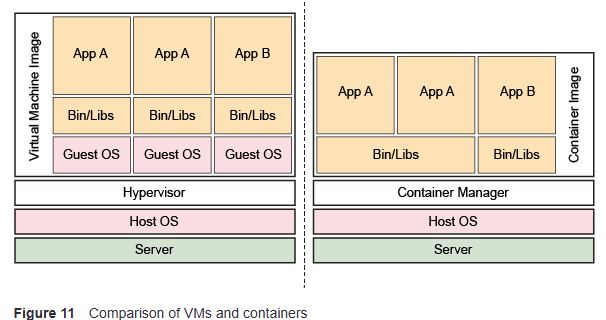 Virtual Machine Image
App A
App A
App B
Bin/Libs
Bin/Libs
Bin/Libs
Guest OS
Guest OS
Guest OS
Hypervisor
Host OS
Server
App A
App A
App B
Bin/Libs
Bin/Libs
Container Image
Container Manager
Host OS
Server
Figure 11 Comparison of VMs and containers